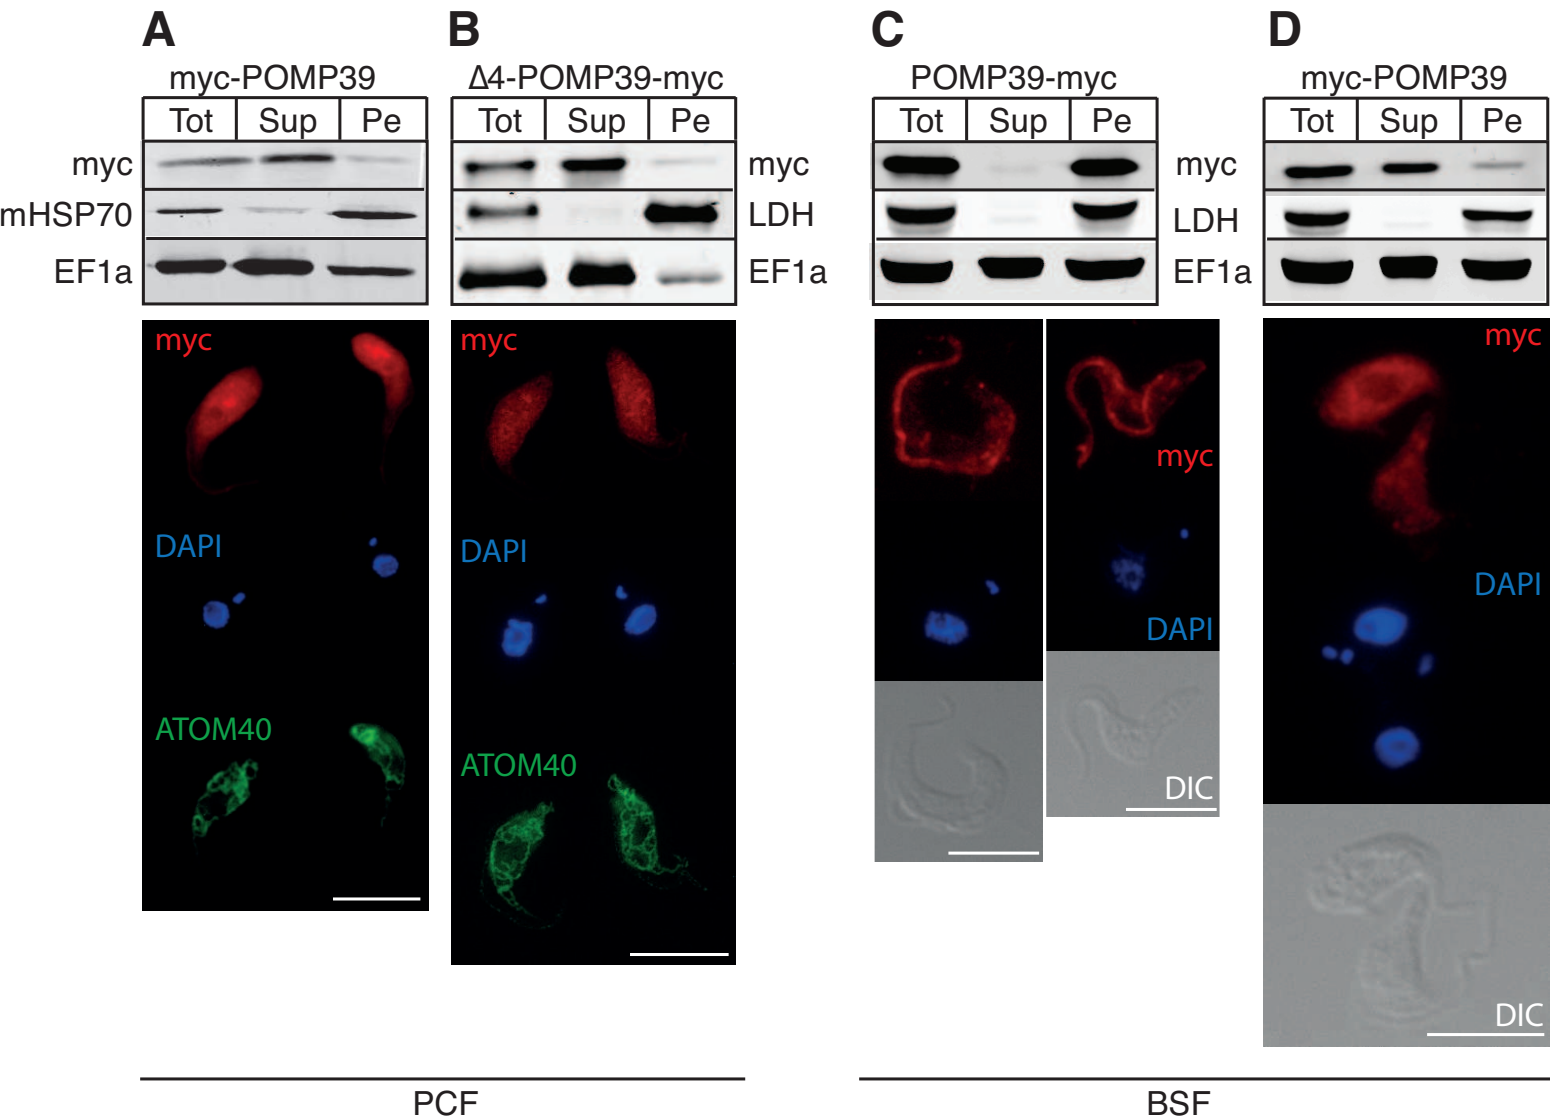 A
B
C
D
myc-POMP39
Δ4-POMP39-myc
POMP39-myc
myc-POMP39
Tot Sup Pe
Tot Sup Pe
Tot Sup Pe
Tot Sup Pe
myc
myc
myc
mHSP70
LDH
LDH
EF1a
EF1a
EF1a
myc
DAPI
ATOM40
myc
DAPI
ATOM40
myc
DAPI
DIC
myc
DAPI
DIC
PCF
BSF